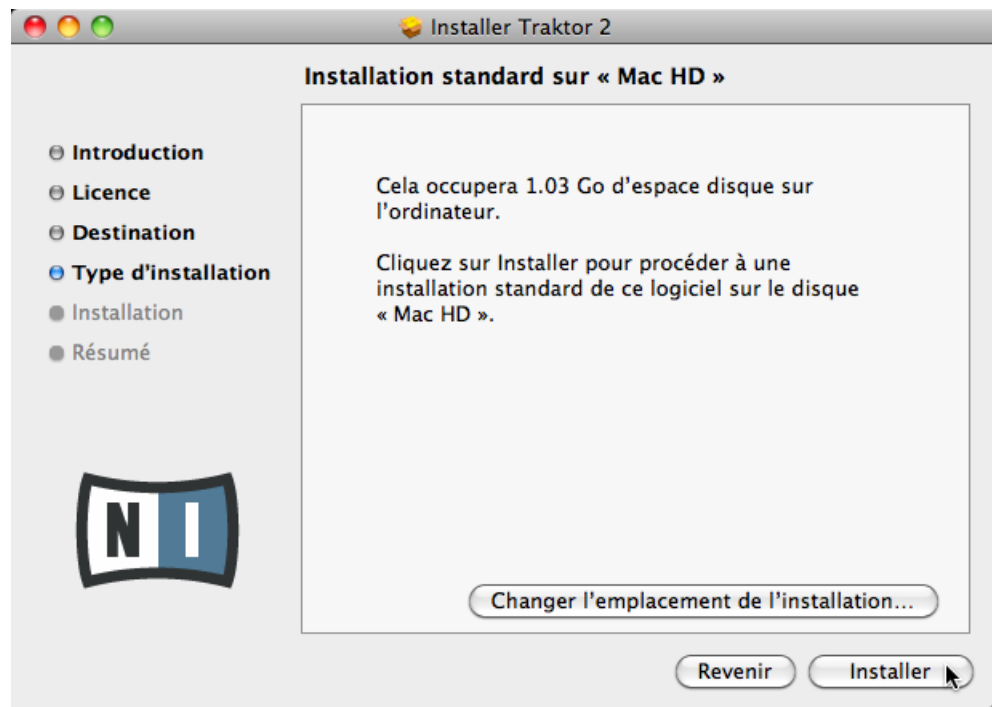 Installer Traktor 2
Installation standard sur « Mac HD »
Introduction
Licence
Destination
Type d'installation
Installation
Résumé
Cela occupera 1.03 Go d'espace disque sur
l'ordinateur.
Cliquez sur Installer pour procéder à une
installation standard de ce logiciel sur le disque
« Mac HD ».
NI
Changer l'emplacement de l'installation...
Revenir
Installer